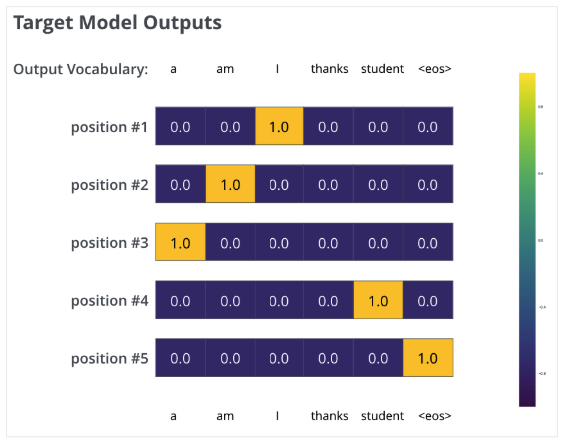 Target Model Outputs
Output Vocabulary: a am I thanks student <eos>
position #1 0.0 0.0 1.0 0.0 0.0 0.0
position #2 0.0 1.0 0.0 0.0 0.0 0.0
position #3 1.0 0.0 0.0 0.0 0.0 0.0
position #4 0.0 0.0 0.0 0.0 1.0 0.0
position #5 0.0 0.0 0.0 0.0 0.0 1.0
a am I thanks student <eos>